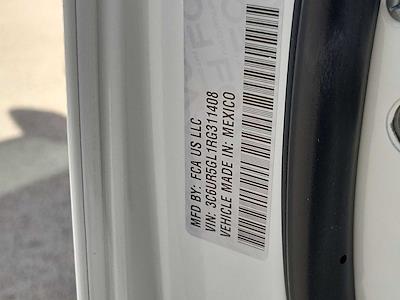 MFD BY: FCA US LLC
VIN: 3C6UR5GL1RG311408
VEHICLE MADE IN: MEXICO